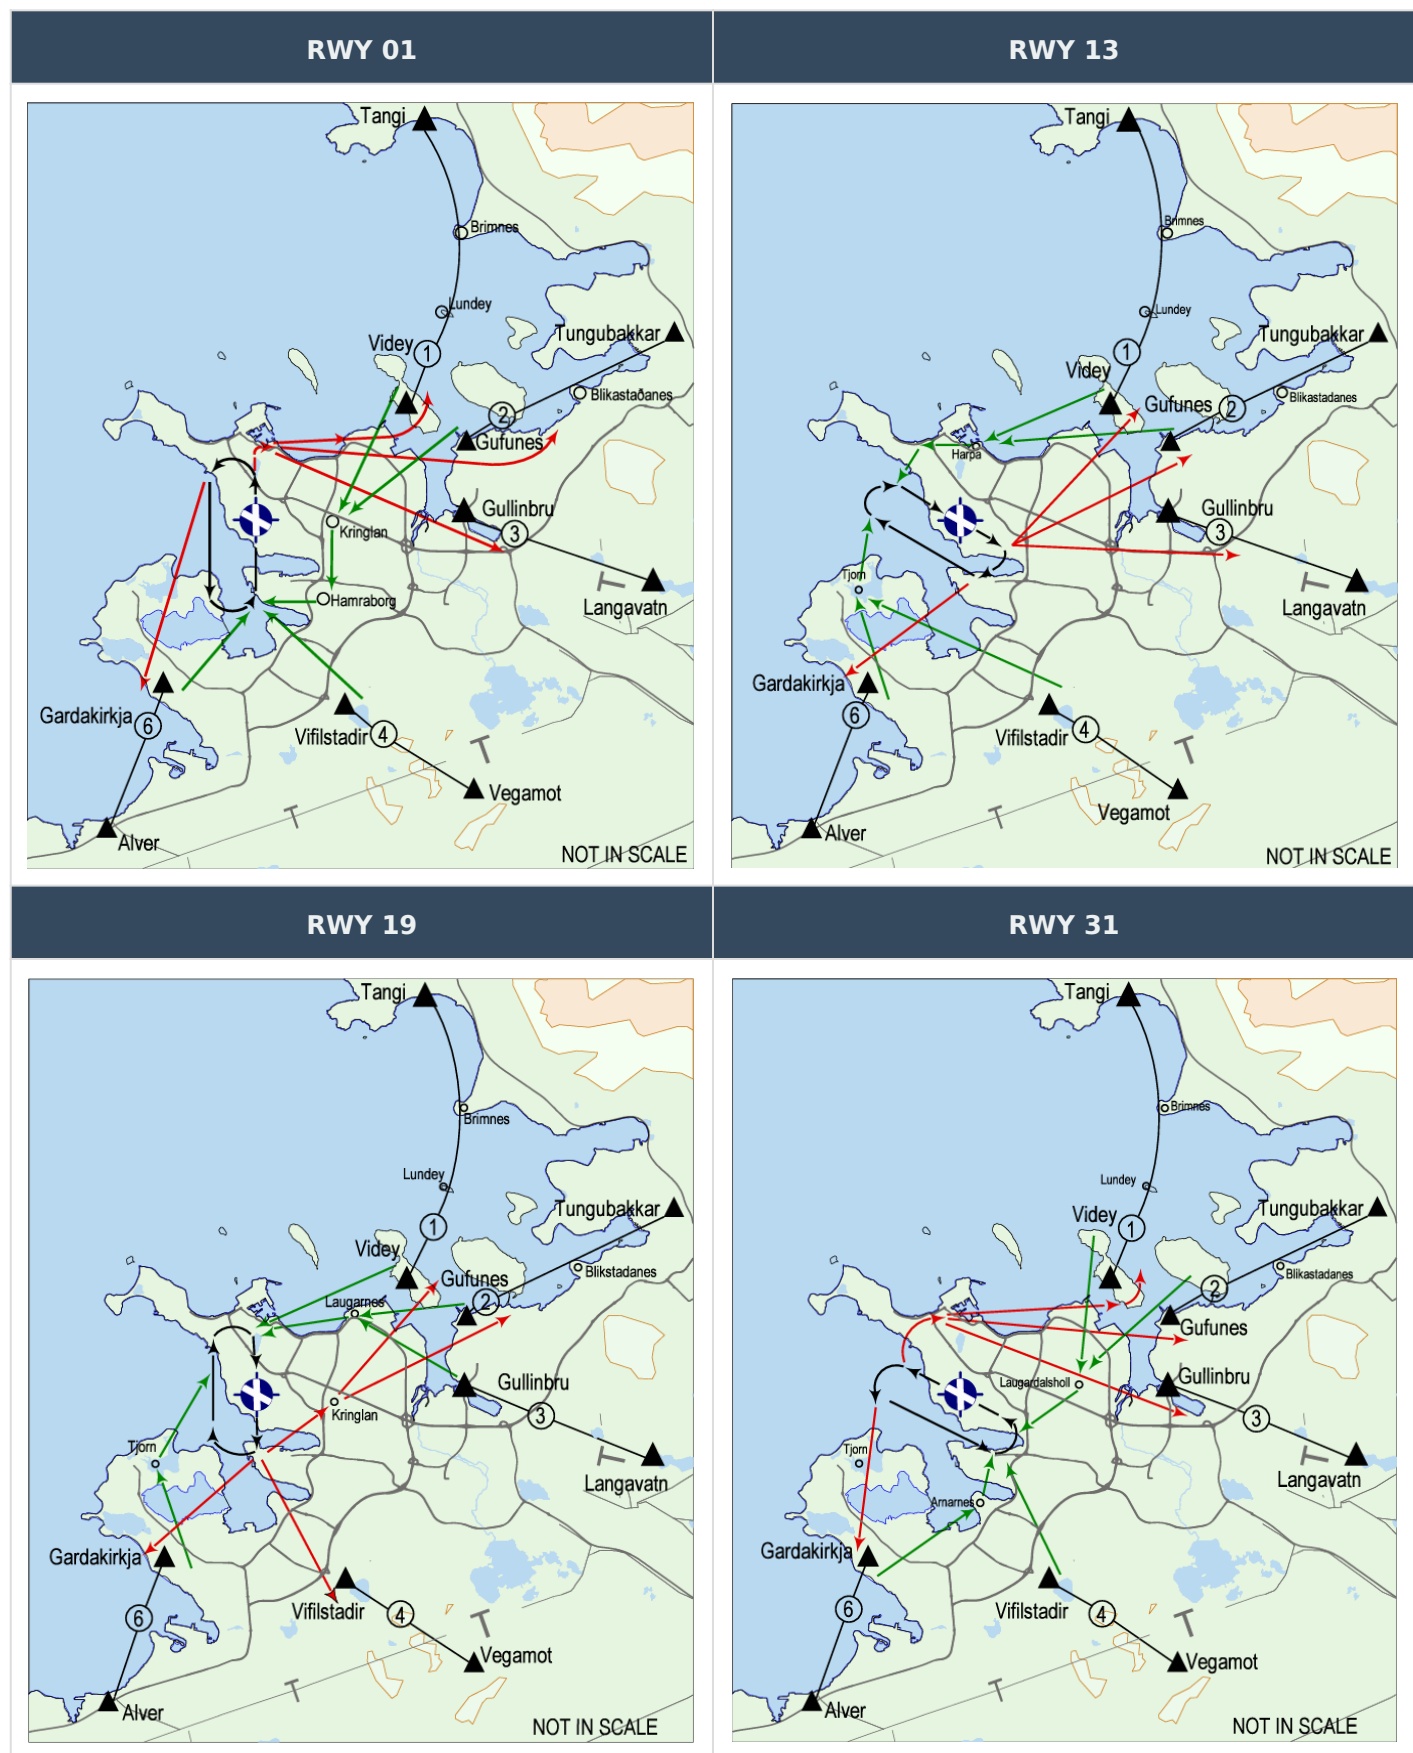 RWY 01
Tangi
Brimnes
Lundey
Videy
1
Tungubakkar
Blikastaðanes
2
Gufunes
Gullinbru
3
Kringlan
Langavatn
Hamraborg
Gardakirkja
6
Vifilstadir
4
Vegamot
Alver
NOT IN SCALE
RWY 13
Tangi
Brimnes
Lundey
Tungubakkar
1
Videy
Blikastadanes
Gufunes
2
Harpa
Gullinbru
3
Tjorn
Langavatn
Gardakirkja
6
Vifilstadir
4
Vegamot
Alver
NOT IN SCALE
RWY 19
Tangi
Brimnes
Lundey
Tungubakkar
1
Videy
Blikstadanes
Gufunes
2
Laugarnes
Gullinbru
3
Kringlan
Tjorn
Langavatn
Gardakirkja
6
Vifilstadir
4
Vegamot
Alver
NOT IN SCALE
RWY 31
Tangi
Brimnes
Lundey
Tungubakkar
Videy
1
Blikastadanes
2
Gufunes
Laugardalsholl
Gullinbru
3
Tjorn
Langavatn
Arnarnes
Gardakirkja
6
Vifilstadir
4
Vegamot
Alver
NOT IN SCALE